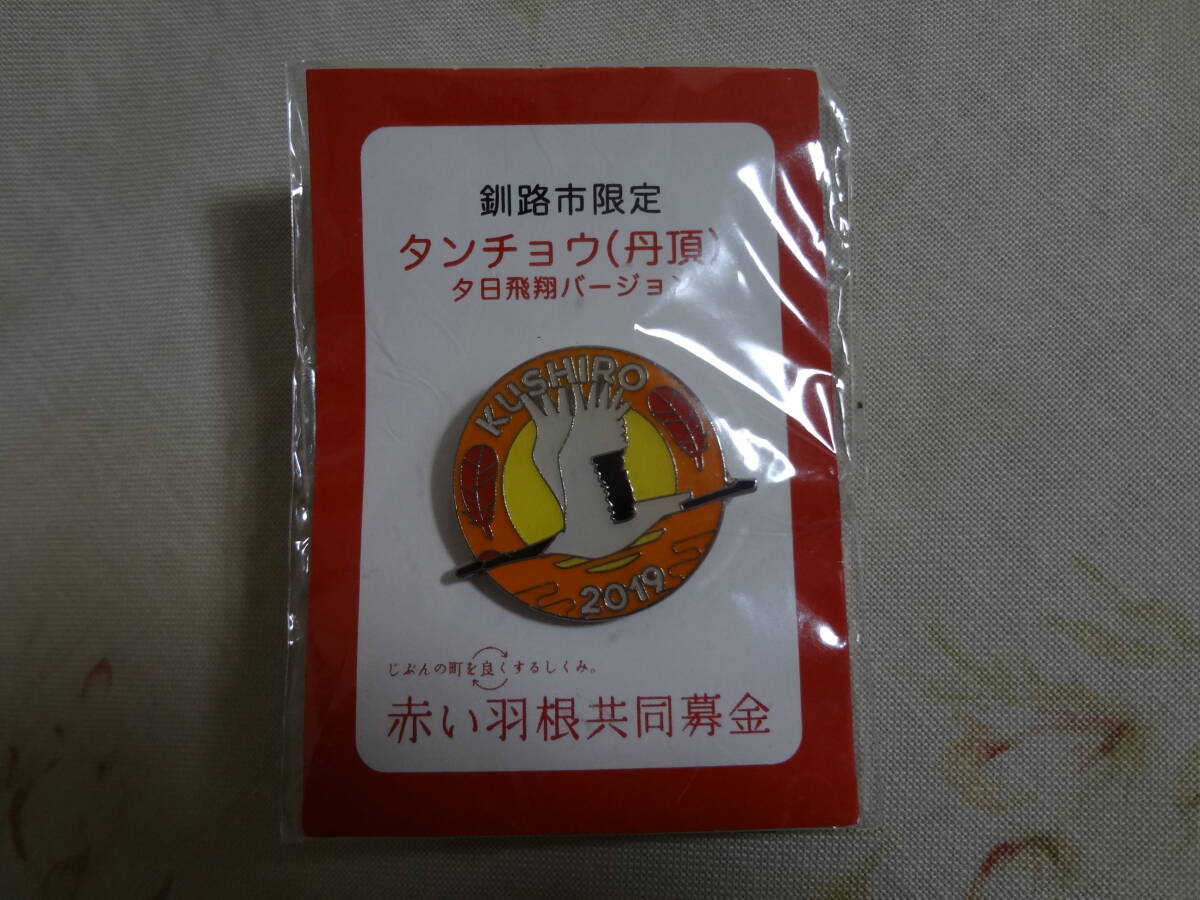 釧路市限定
タンチョウ(丹頂)
夕日飛翔バージョン
KUSHIRO
2019
じぶんの町を良くするしくみ。
赤い羽根共同募金